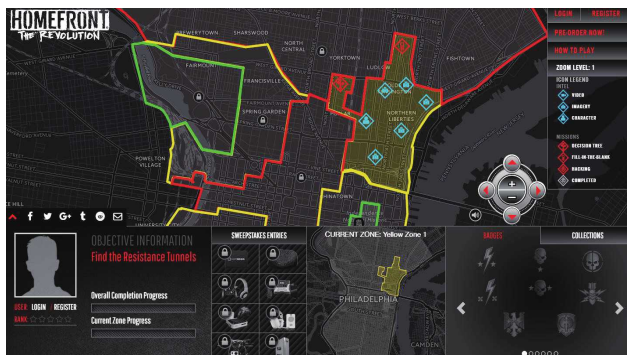 HOMEFRONT
THE REVOLUTION
LOGIN REGISTER
PRE-ORDER NOW!
HOW TO PLAY
ZOOM LEVEL: 1
ICON LEGEND
INTEL
VIDEO
IMAGERY
CHARACTER
MISSIONS
DECISION TREE
FILL-IN-THE-BLANK
HACKING
COMPLETED
BREWERYTOWN
SHARSWOOD
NORTH
CENTRAL
YORKTOWN
LUDLOW
FISHTOWN
FAIRMOUNT
FRANCISVILLE
SPRING GARDEN
NORTHERN
LIBERTIES
POWELTON
VILLAGE
OBJECTIVE INFORMATION
Find the Resistance Tunnels
USER: LOGIN | REGISTER
RANK
Overall Completion Progress
Current Zone Progress
SWEEPSTAKES ENTRIES
CURRENT ZONE: Yellow Zone 1
PHILADELPHIA
CAMDEN
BADGES
COLLECTIONS